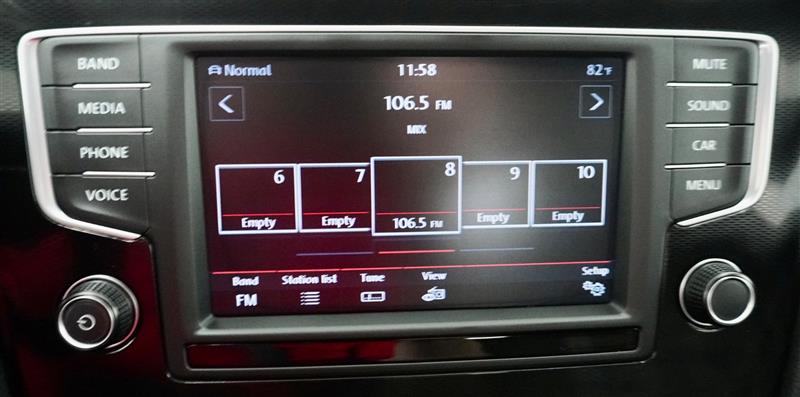 BAND
MEDIA
PHONE
VOICE
Normal 11:58 82°F
106.5 FM
MIX
6 7 8 9 10
Empty Empty 106.5 FM Empty Empty
Band Station list Tune View Setup
FM
MUTE
SOUND
CAR
MENU